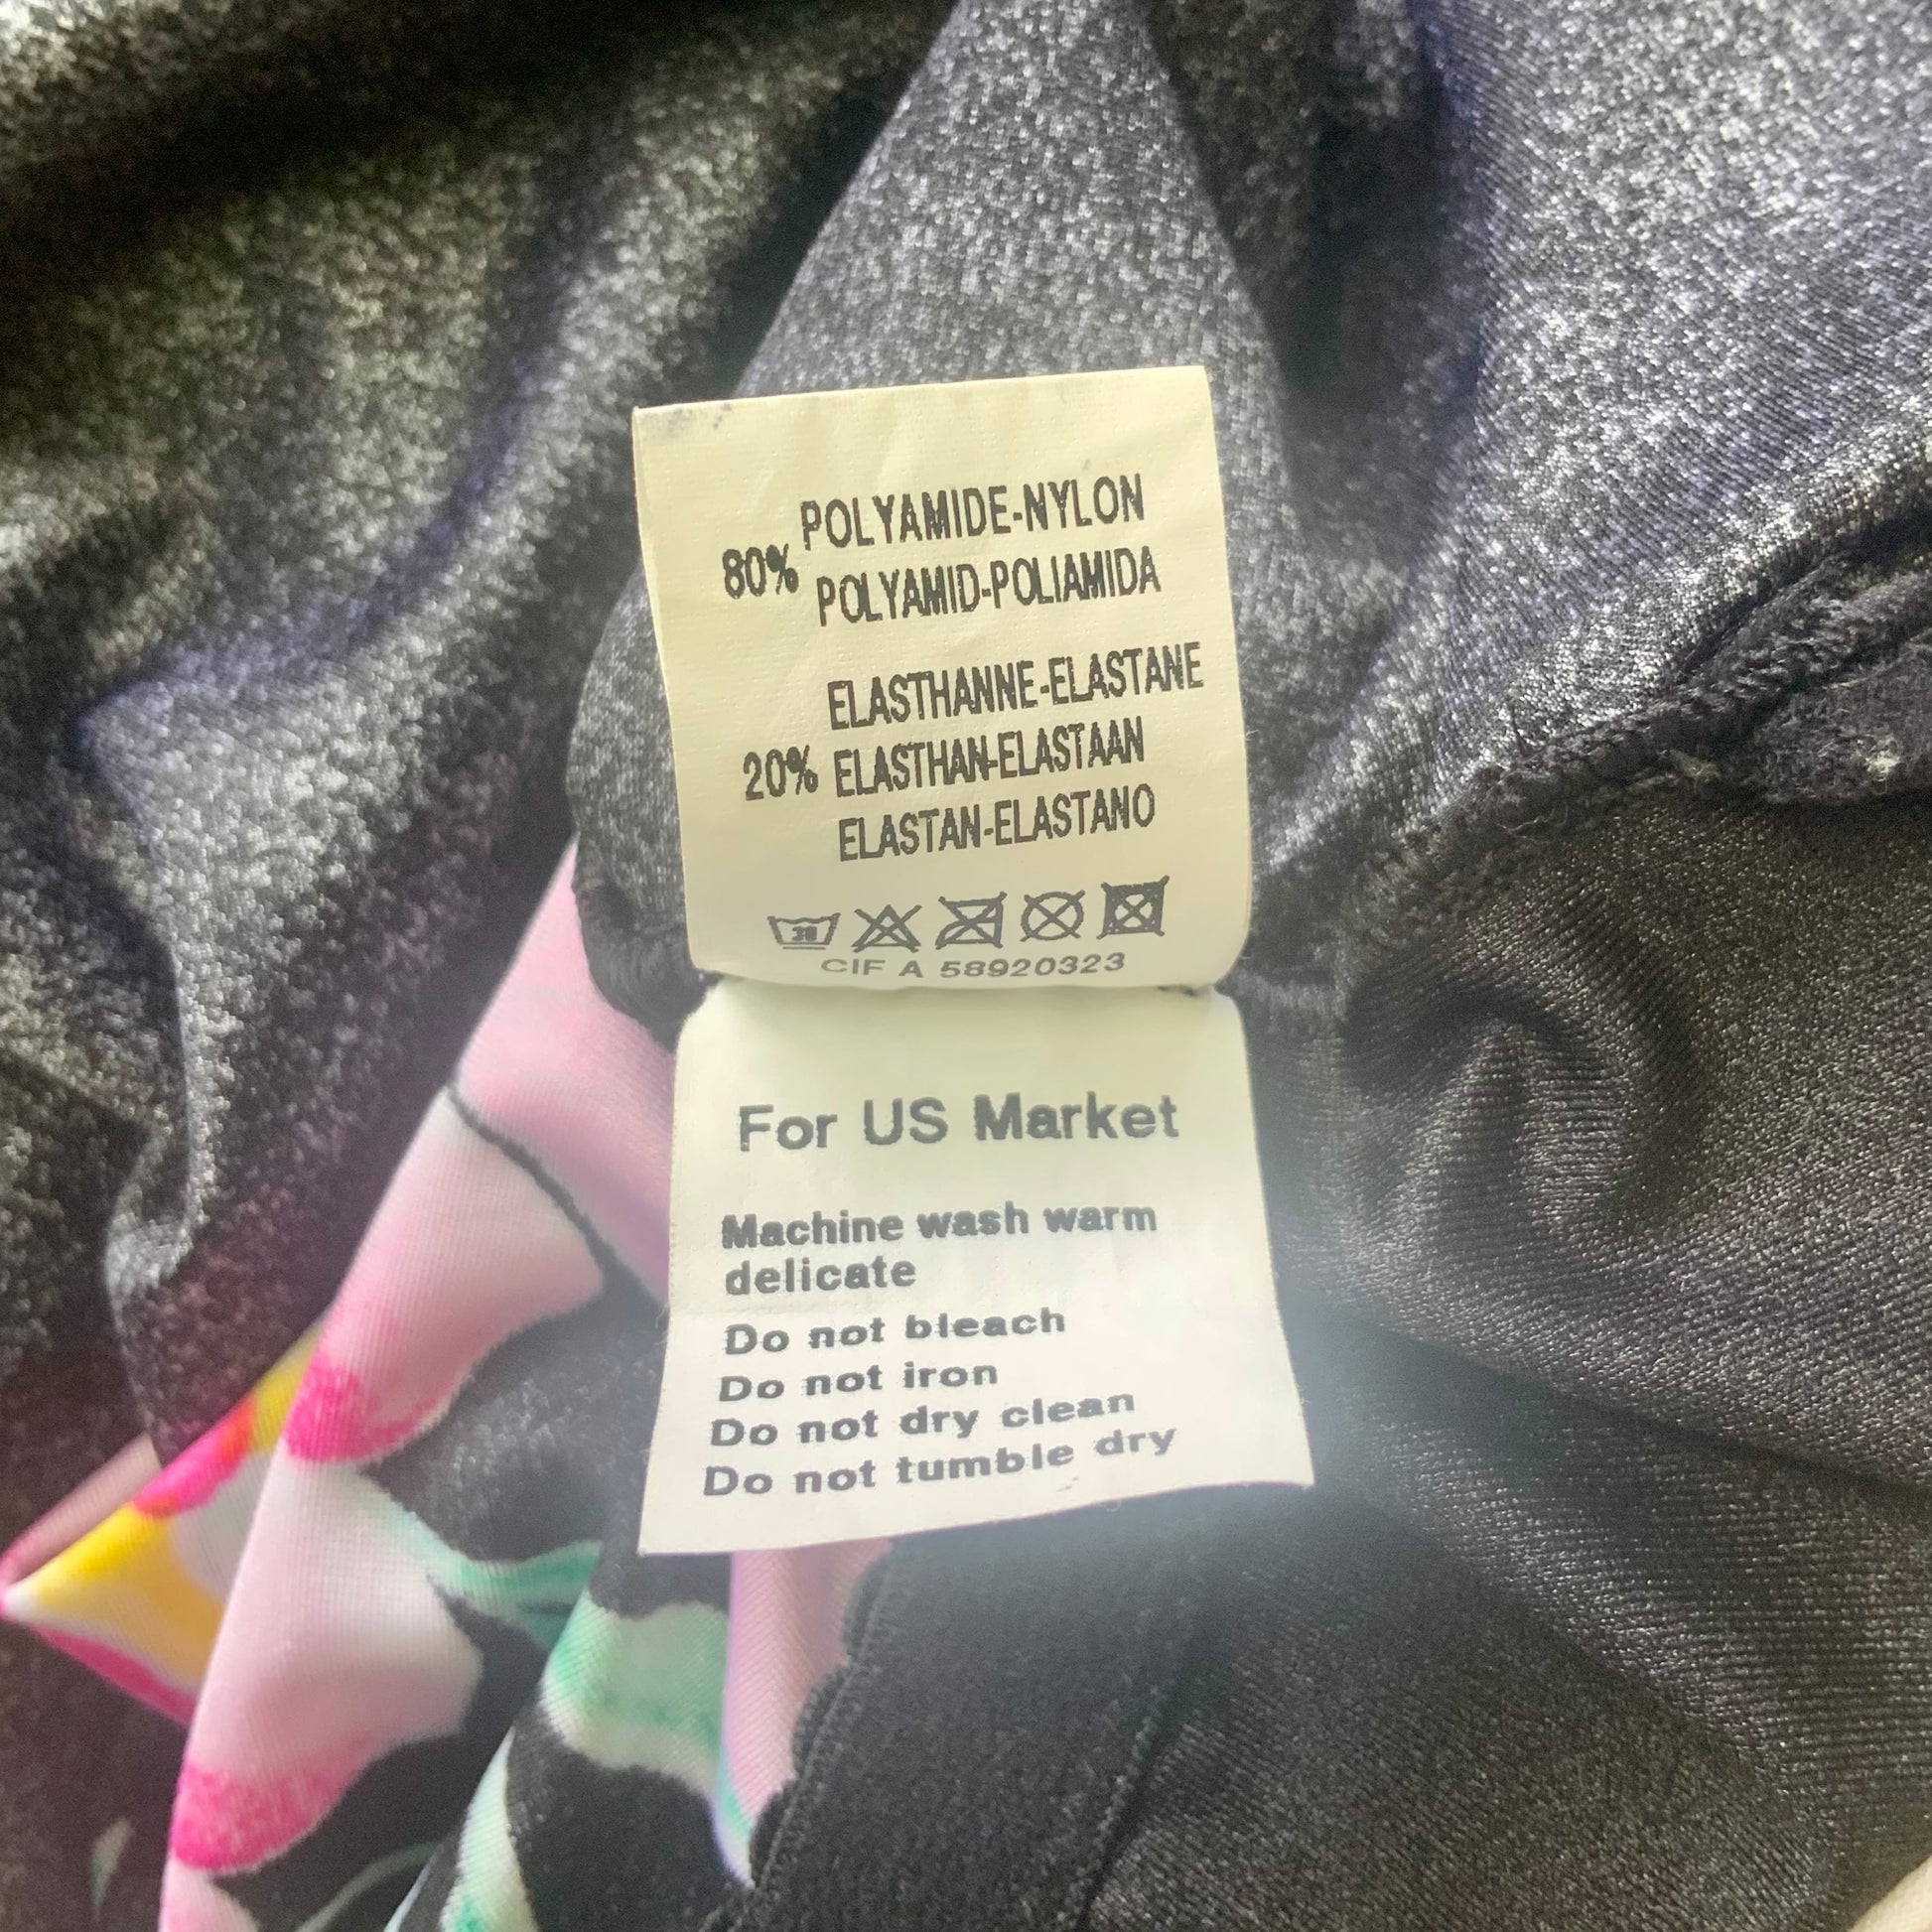 POLYAMIDE-NYLON
80%
POLYAMID-POLIAMIDA
ELASTHANNE-ELASTANE
20% ELASTHAN-ELASTAAN
ELASTAN-ELASTANO
30
CIF A 58920323
For US Market
Machine wash warm
delicate
Do not bleach
Do not iron
Do not dry clean
Do not tumble dry